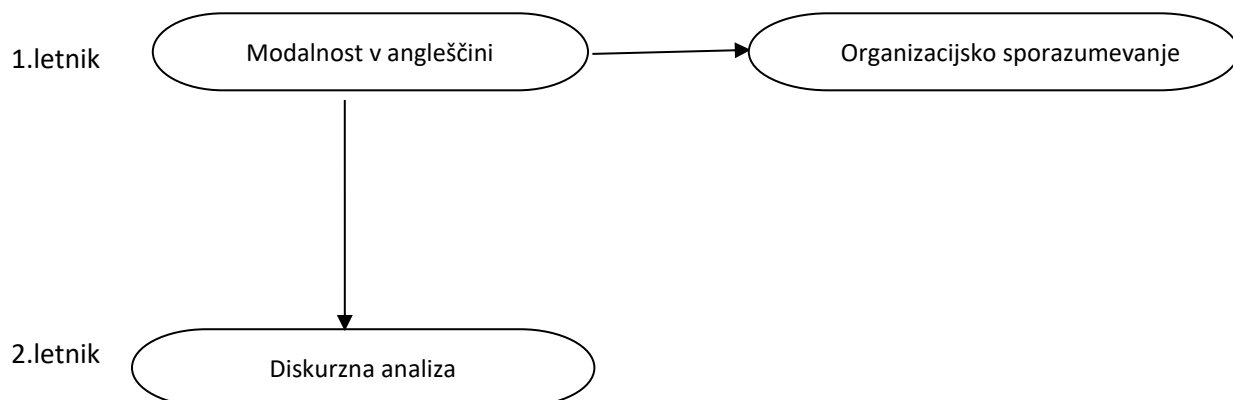 1.letnik
Modalnost v angleščini
Organizacijsko sporazumevanje
2.letnik
Diskurzna analiza